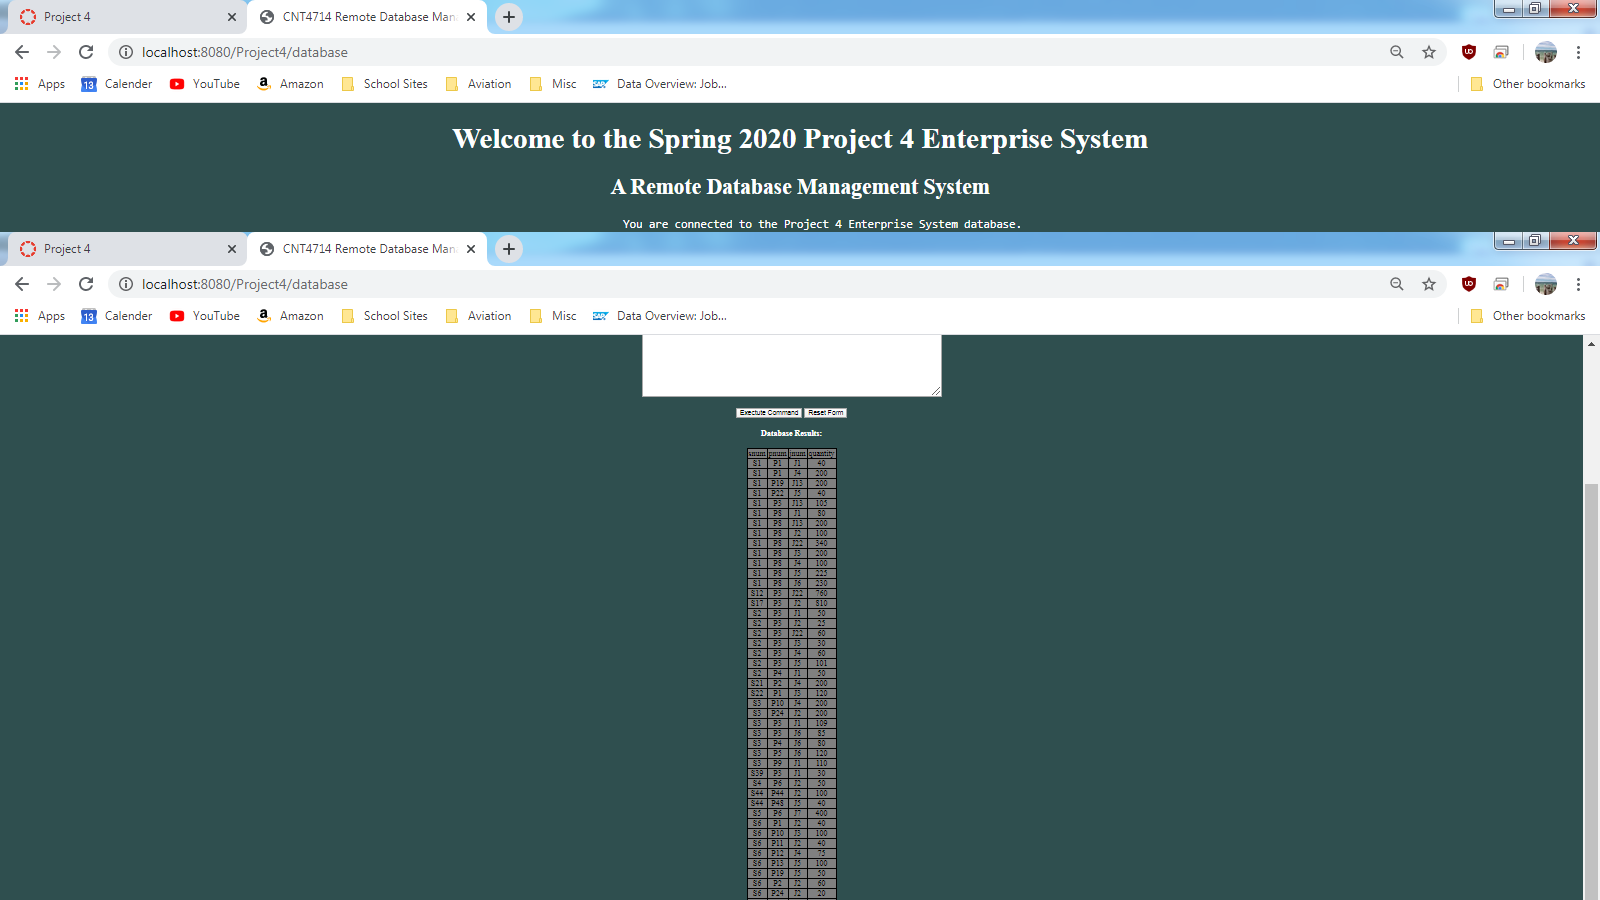 Project 4
CNT4714 Remote Database Man
localhost:8080/Project4/database
Apps 13 Calender YouTube a Amazon School Sites Aviation Misc SAP Data Overview: Job... Other bookmarks
Welcome to the Spring 2020 Project 4 Enterprise System
A Remote Database Management System
You are connected to the Project 4 Enterprise System database.
Project 4
CNT4714 Remote Database Man
localhost:8080/Project4/database
Apps 13 Calender YouTube a Amazon School Sites Aviation Misc SAP Data Overview: Job... Other bookmarks
Exectute Command Reset Form
Database Results:
snum pnum jnum quantity
S1 P1 J1 40
S1 P1 J4 200
S1 P19 J13 200
S1 P22 J5 40
S1 P3 J13 105
S1 P8 J1 80
S1 P8 J13 200
S1 P8 J2 100
S1 P8 J22 340
S1 P8 J3 200
S1 P8 J4 100
S1 P8 J5 225
S1 P8 J6 230
S12 P3 J22 760
S17 P3 J2 810
S2 P3 J1 50
S2 P3 J2 25
S2 P3 J22 60
S2 P3 J3 30
S2 P3 J4 60
S2 P3 J5 101
S2 P4 J1 50
S21 P2 J4 200
S22 P1 J3 120
S3 P10 J4 200
S3 P24 J2 200
S3 P3 J1 109
S3 P3 J6 85
S3 P4 J6 80
S3 P5 J6 120
S3 P9 J1 110
S39 P3 J1 30
S4 P6 J2 50
S44 P44 J2 100
S44 P48 J5 40
S5 P6 J7 400
S6 P1 J2 40
S6 P10 J3 100
S6 P11 J2 40
S6 P12 J4 75
S6 P13 J5 100
S6 P19 J5 50
S6 P2 J2 60
S6 P24 J2 20